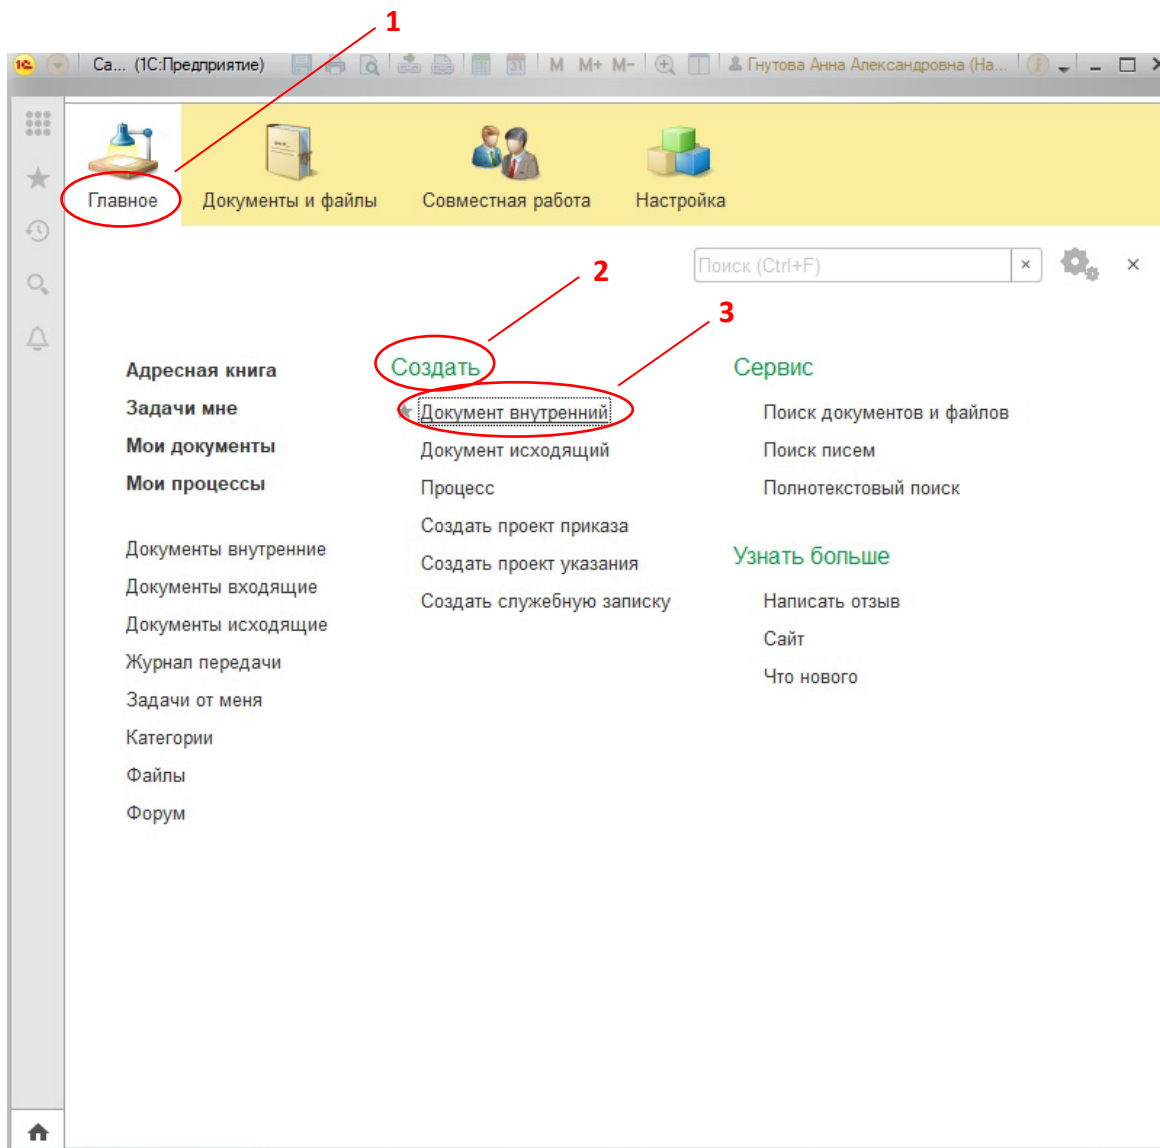 1
1С Са... (1С:Предприятие) 31 M M+ M- Гнутова Анна Александровна (На... i
Главное Документы и файлы Совместная работа Настройка
Поиск (Ctrl+F)
2
3
Адресная книга
Задачи мне
Мои документы
Мои процессы
Документы внутренние
Документы входящие
Документы исходящие
Журнал передачи
Задачи от меня
Категории
Файлы
Форум
Создать
Документ внутренний
Документ исходящий
Процесс
Создать проект приказа
Создать проект указания
Создать служебную записку
Сервис
Поиск документов и файлов
Поиск писем
Полнотекстовый поиск
Узнать больше
Написать отзыв
Сайт
Что нового